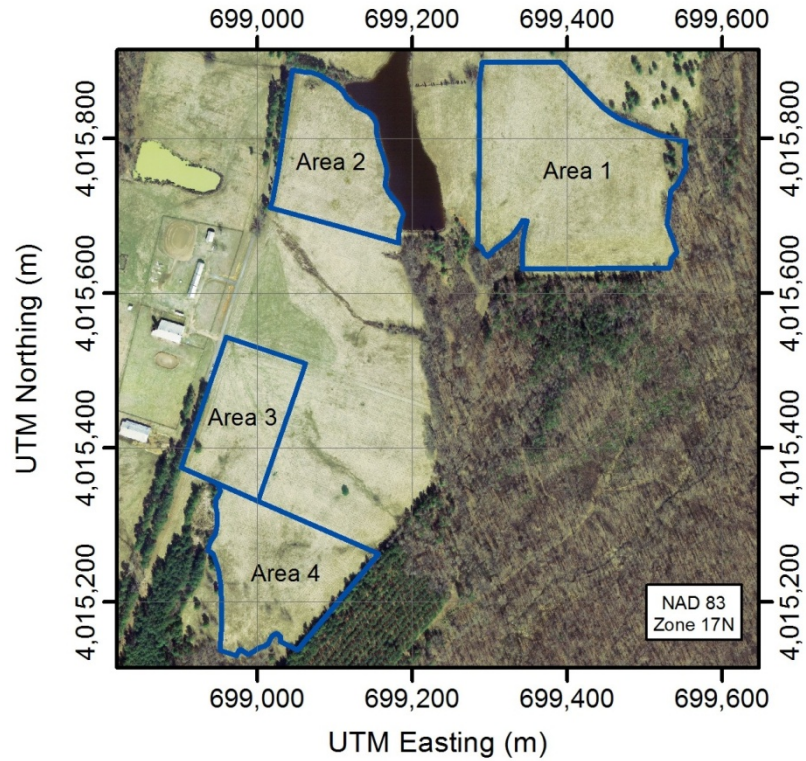 699,000 699,200 699,400 699,600
UTM Northing (m)
4,015,800
4,015,600
4,015,400
4,015,200
Area 2
Area 1
Area 3
Area 4
NAD 83
Zone 17N
4,015,800
4,015,600
4,015,400
4,015,200
699,000 699,200 699,400 699,600
UTM Easting (m)